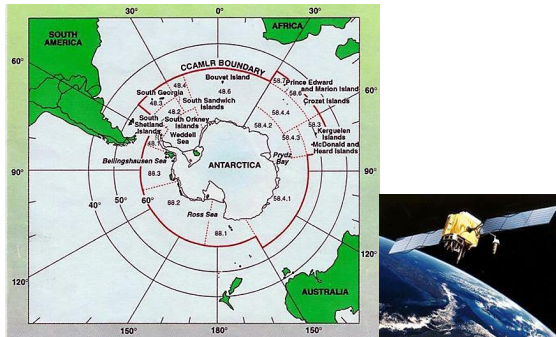 30° 0° 30°
SOUTH
AMERICA
AFRICA
60°
60°
CCAMLR BOUNDARY
Bouvet Island
48.6
48.4
58.7
Prince Edward
and Marion Island
58.6
Crozet Islands
South Georgia
48.3
South Sandwich
Islands
48.2
58.4.4
South
Shetland
Islands
South Orkney
Islands
58.4.2
58.3
Kerguelen
Islands
Weddell
Sea
48.1
58.4.3
McDonald and
Heard Islands
Bellingshausen Sea
Prydz
Bay
ANTARCTICA
90°
90°
88.3
40° 50° 60°
68.2
58.4.1
Ross Sea
88.1
120°
120°
AUSTRALIA
150° 180° 150°